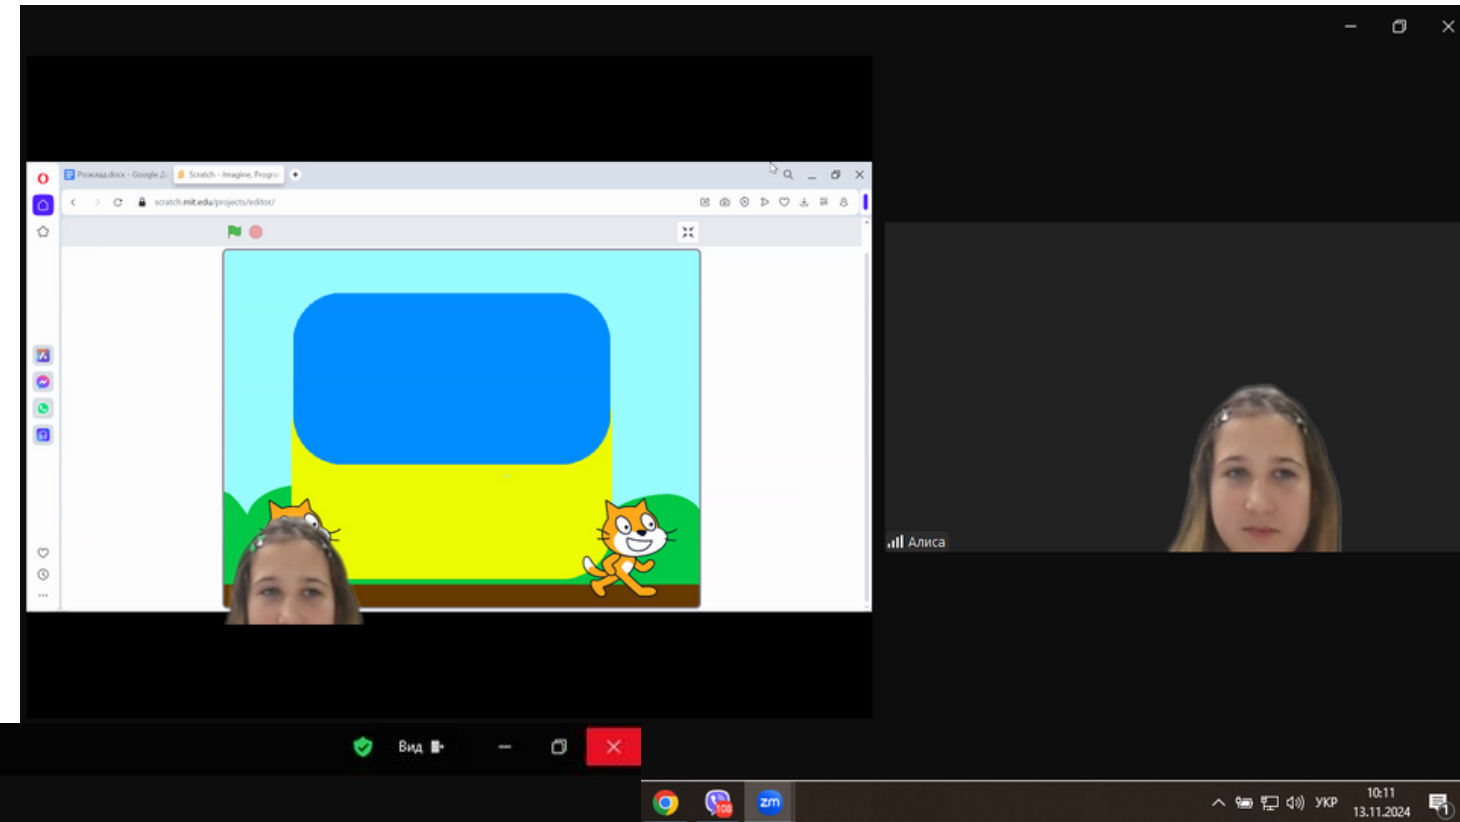 Розклад.docx - Google Д
Scratch - Imagine, Progra
scratch.mit.edu/projects/editor/
Алиса
Вид
108
zm
УКР
10:11
13.11.2024
1